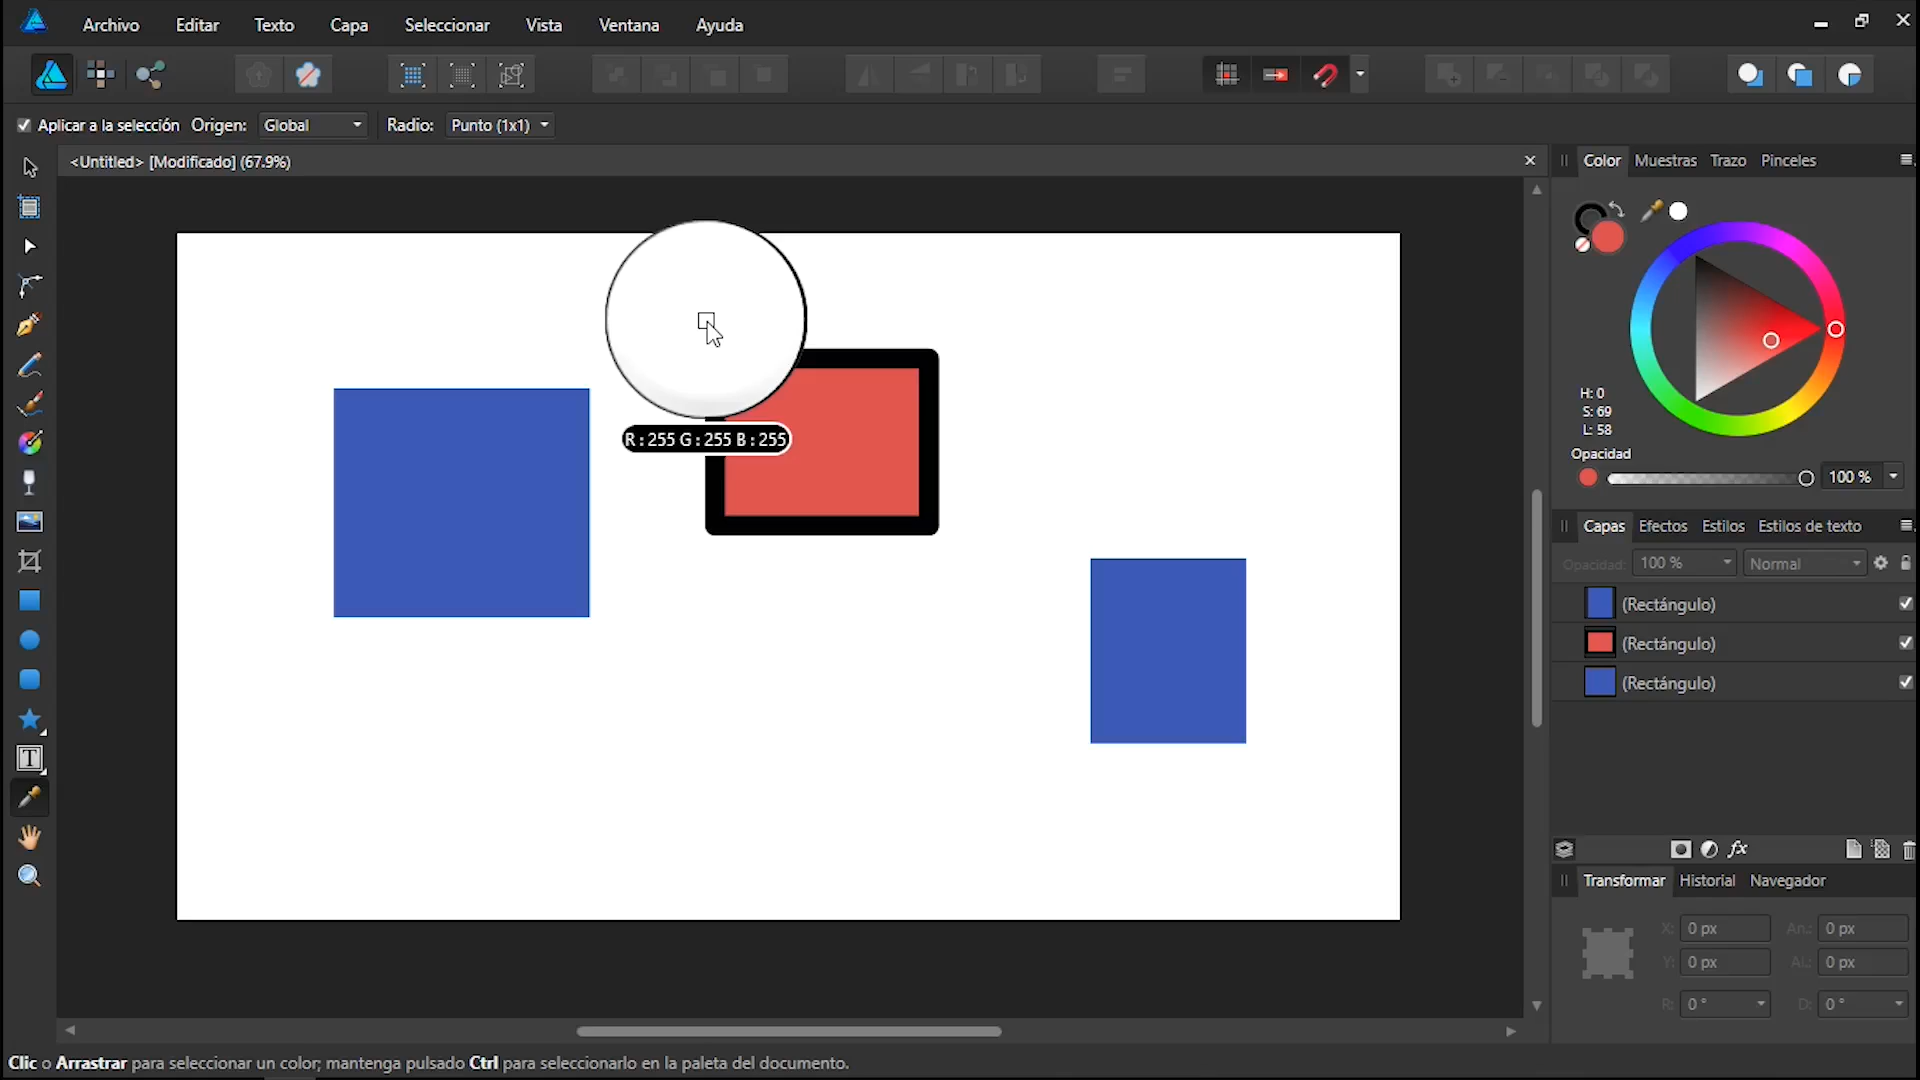 Archivo Editar Texto Capa Seleccionar Vista Ventana Ayuda
Aplicar a la selección Origen: Global Radio: Punto (1x1)
<Untitled> [Modificado] (67.9%)
Color Muestras Trazo Pinceles
R : 255 G : 255 B : 255
H: 0
S: 69
L: 58
Opacidad
100 %
Capas Efectos Estilos Estilos de texto
Opacidad: 100 % Normal
(Rectángulo)
(Rectángulo)
(Rectángulo)
T
fx
Transformar Historial Navegador
X: 0 px An.: 0 px
Y: 0 px Al.: 0 px
R: 0 ° D: 0 °
Clic o Arrastrar para seleccionar un color; mantenga pulsado Ctrl para seleccionarlo en la paleta del documento.